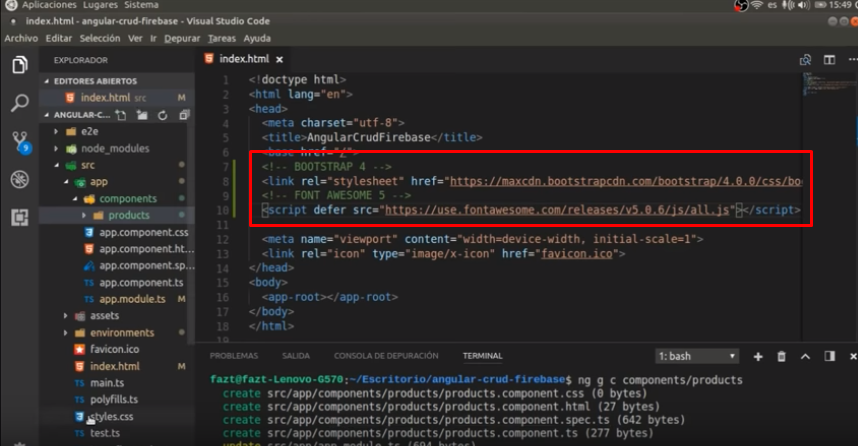 Aplicaciones Lugares Sistema es 15:49
index.html - angular-crud-firebase - Visual Studio Code
Archivo Editar Selección Ver Ir Depurar Tareas Ayuda
EXPLORADOR
EDITORES ABIERTOS
index.html src M
ANGULAR-C...
e2e
node_modules
src
app
components
products
app.component.css
app.component.ht...
app.component.sp...
app.component.ts
app.module.ts M
assets
environments
favicon.ico
index.html M
main.ts
polyfills.ts
styles.css
test.ts
9
index.html
1 <!doctype html>
2 <html lang="en">
3 <head>
4 <meta charset="utf-8">
5 <title>AngularCrudFirebase</title>
6 <base href="/">
7 <!-- BOOTSTRAP 4 -->
8 <link rel="stylesheet" href="https://maxcdn.bootstrapcdn.com/bootstrap/4.0.0/css/bo
9 <!-- FONT AWESOME 5 -->
10 <script defer src="https://use.fontawesome.com/releases/v5.0.6/js/all.js"></script>
11
12 <meta name="viewport" content="width=device-width, initial-scale=1">
13 <link rel="icon" type="image/x-icon" href="favicon.ico">
14 </head>
15 <body>
16 <app-root></app-root>
17 </body>
18 </html>
PROBLEMAS SALIDA CONSOLA DE DEPURACIÓN TERMINAL 1: bash
fazt@fazt-Lenovo-G570:~/Escritorio/angular-crud-firebase$ ng g c components/products
create src/app/components/products/products.component.css (0 bytes)
create src/app/components/products/products.component.html (27 bytes)
create src/app/components/products/products.component.spec.ts (642 bytes)
create src/app/components/products/products.component.ts (277 bytes)
update src/app/app.module.ts (694 bytes)